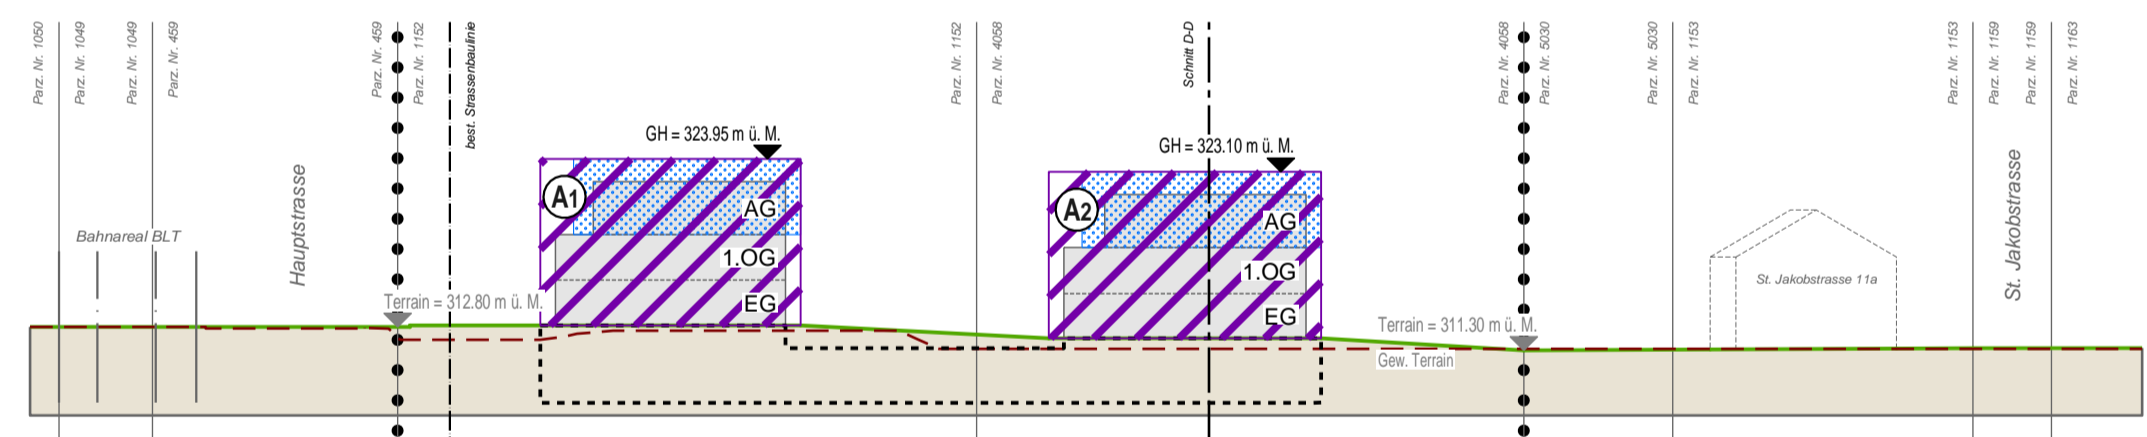 Parz. Nr. 1050
Parz. Nr. 1049
Parz. Nr. 1049
Parz. Nr. 459
Parz. Nr. 459
Parz. Nr. 1152
best. Strassenbaulinie
Parz. Nr. 1152
Parz. Nr. 4058
Schnitt D-D
Parz. Nr. 4058
Parz. Nr. 5030
Parz. Nr. 5030
Parz. Nr. 1153
Parz. Nr. 1153
Parz. Nr. 1159
Parz. Nr. 1159
Parz. Nr. 1163
GH = 323.95 m ü. M.
GH = 323.10 m ü. M.
Bahnareal BLT
Hauptstrasse
A1
AG
1.OG
EG
A2
AG
1.OG
EG
St. Jakobstrasse 11a
St. Jakobstrasse
Terrain = 312.80 m ü. M.
Terrain = 311.30 m ü. M.
Gew. Terrain